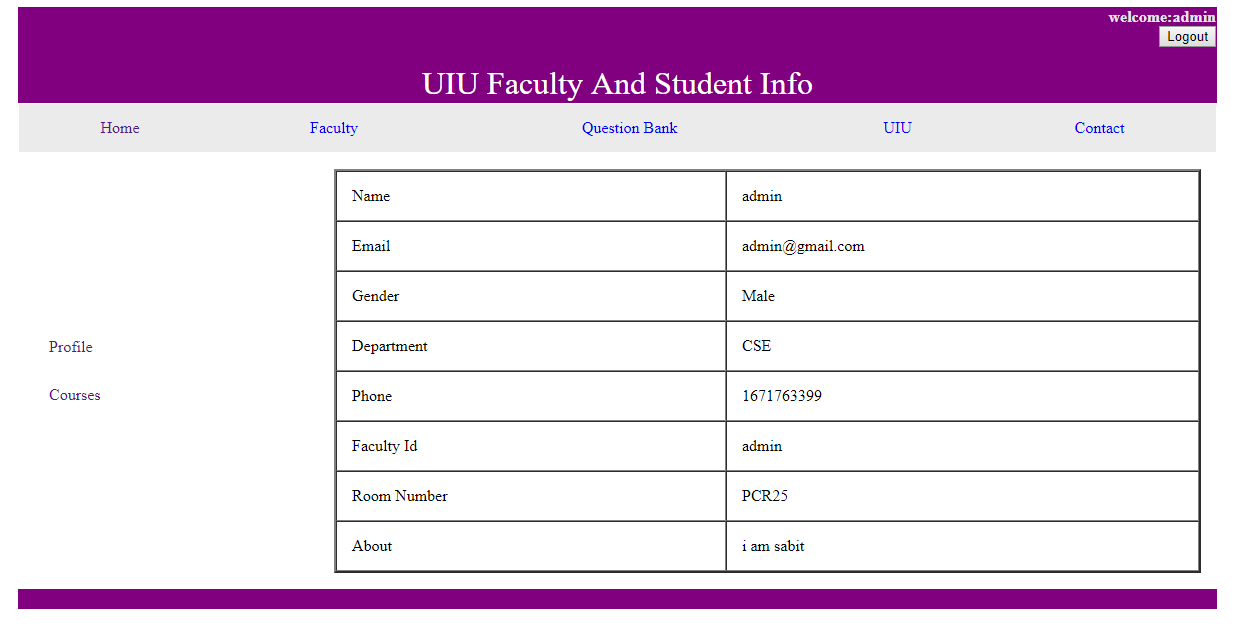 welcome:admin
Logout
UIU Faculty And Student Info
Home Faculty Question Bank UIU Contact
Profile
Courses
Name admin
Email admin@gmail.com
Gender Male
Department CSE
Phone 1671763399
Faculty Id admin
Room Number PCR25
About i am sabit